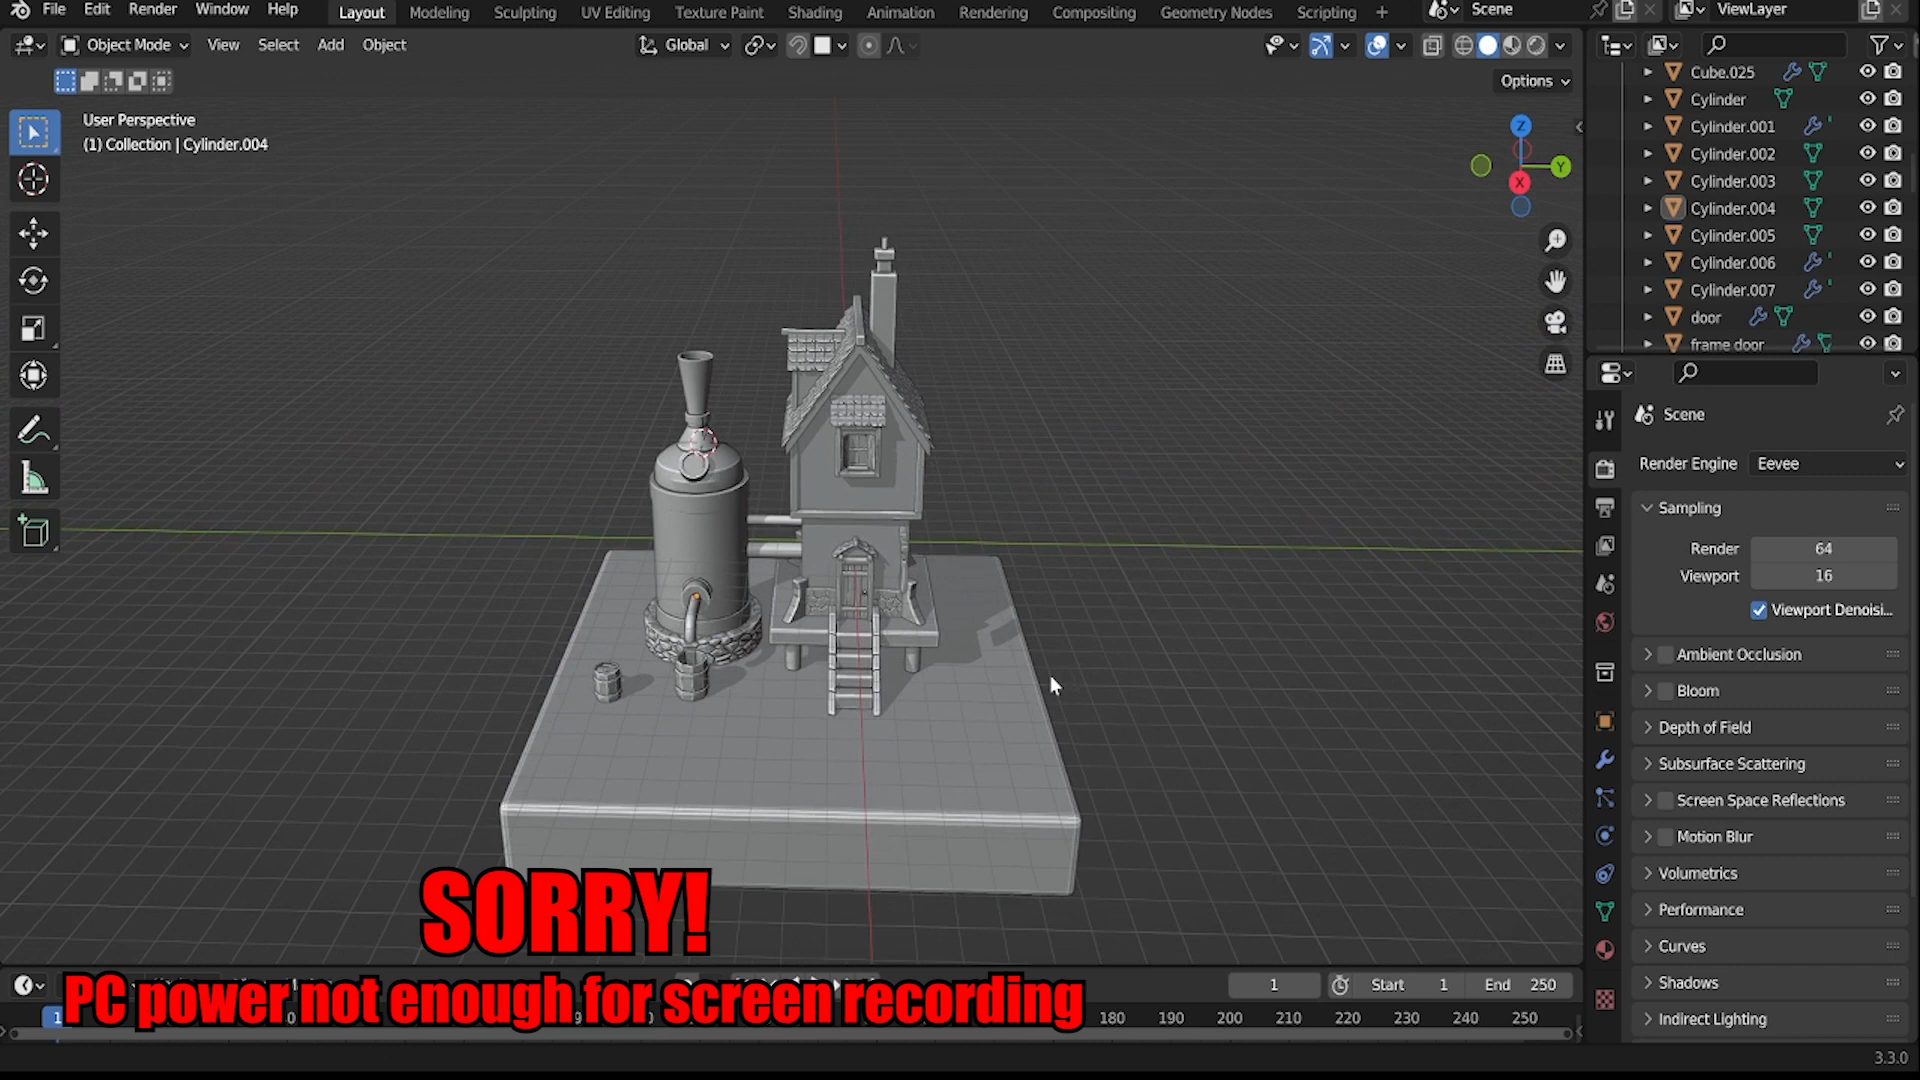 File Edit Render Window Help Layout Modeling Sculpting UV Editing Texture Paint Shading Animation Rendering Compositing Geometry Nodes Scripting + Scene ViewLayer
Object Mode View Select Add Object Global
Options
User Perspective
(1) Collection | Cylinder.004
Z
Y
X
Cube.025
Cylinder
Cylinder.001
Cylinder.002
Cylinder.003
Cylinder.004
Cylinder.005
Cylinder.006
Cylinder.007
door
frame door
Scene
Render Engine Eevee
Sampling
Render 64
Viewport 16
Viewport Denoisi...
Ambient Occlusion
Bloom
Depth of Field
Subsurface Scattering
Screen Space Reflections
Motion Blur
Volumetrics
Performance
Curves
Shadows
Indirect Lighting
SORRY!
PC power not enough for screen recording
1 Start 1 End 250
1 180 190 200 210 220 230 240 250
3.3.0